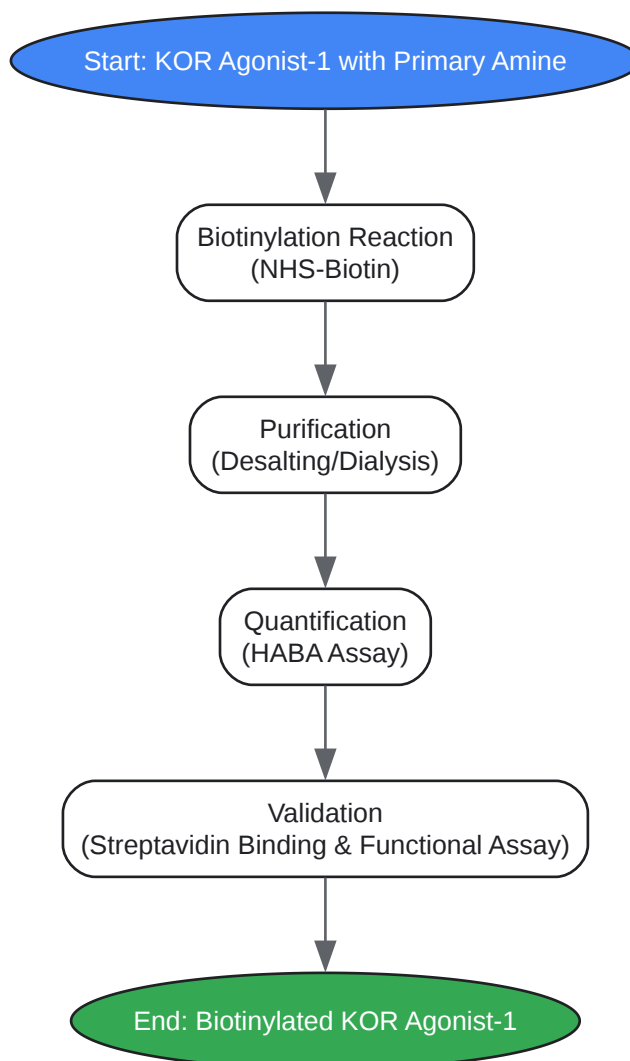 Start: KOR Agonist-1 with Primary Amine
Biotinylation Reaction
(NHS-Biotin)
Purification
(Desalting/Dialysis)
Quantification
(HABA Assay)
Validation
(Streptavidin Binding & Functional Assay)
End: Biotinylated KOR Agonist-1